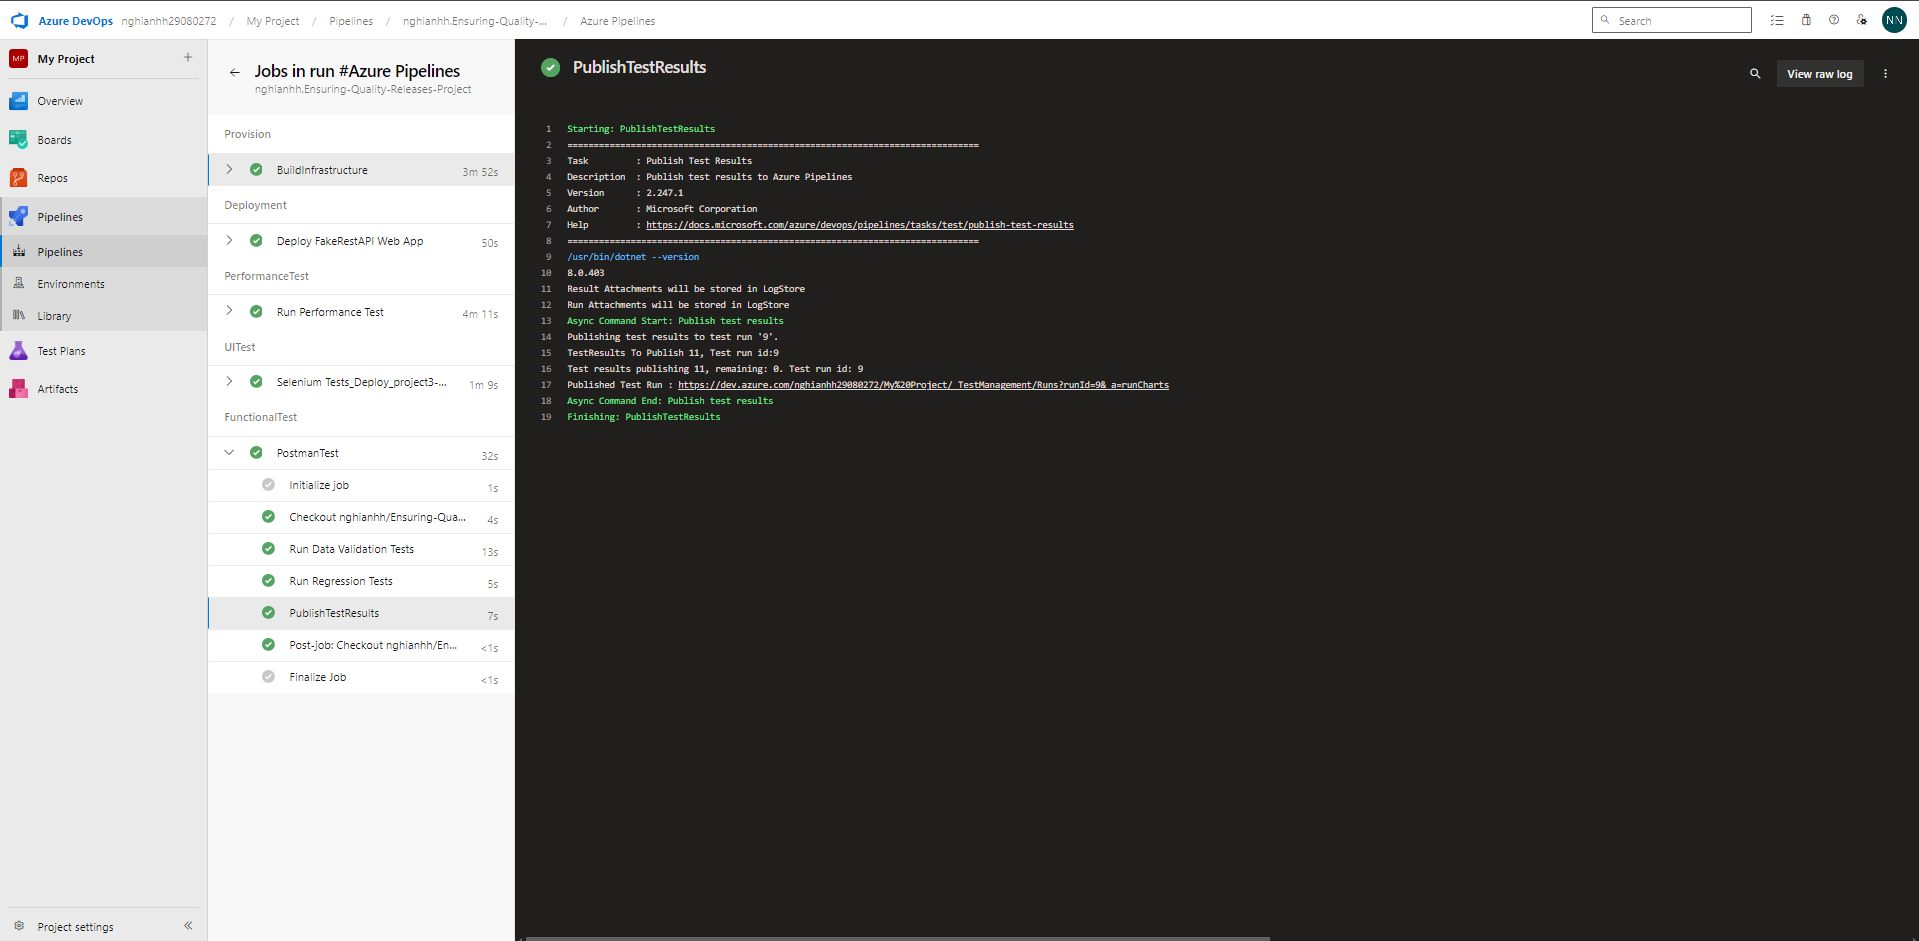 Azure DevOps nghianhh29080272 / My Project / Pipelines / nghianhh.Ensuring-Quality-... / Azure Pipelines
Search
NN
MP My Project +
Overview
Boards
Repos
Pipelines
Pipelines
Environments
Library
Test Plans
Artifacts
Project settings
Jobs in run #Azure Pipelines
nghianhh.Ensuring-Quality-Releases-Project
Provision
BuildInfrastructure 3m 52s
Deployment
Deploy FakeRestAPI Web App 50s
PerformanceTest
Run Performance Test 4m 11s
UITest
Selenium Tests_Deploy_project3-... 1m 9s
FunctionalTest
PostmanTest 32s
Initialize job 1s
Checkout nghianhh/Ensuring-Qua... 4s
Run Data Validation Tests 13s
Run Regression Tests 5s
PublishTestResults 7s
Post-job: Checkout nghianhh/En... <1s
Finalize Job <1s
PublishTestResults
View raw log
1 Starting: PublishTestResults
2 ==============================================================================
3 Task : Publish Test Results
4 Description : Publish test results to Azure Pipelines
5 Version : 2.247.1
6 Author : Microsoft Corporation
7 Help : https://docs.microsoft.com/azure/devops/pipelines/tasks/test/publish-test-results
8 ==============================================================================
9 /usr/bin/dotnet --version
10 8.0.403
11 Result Attachments will be stored in LogStore
12 Run Attachments will be stored in LogStore
13 Async Command Start: Publish test results
14 Publishing test results to test run '9'.
15 TestResults To Publish 11, Test run id:9
16 Test results publishing 11, remaining: 0. Test run id: 9
17 Published Test Run : https://dev.azure.com/nghianhh29080272/My%20Project/_TestManagement/Runs?runId=9&_a=runCharts
18 Async Command End: Publish test results
19 Finishing: PublishTestResults